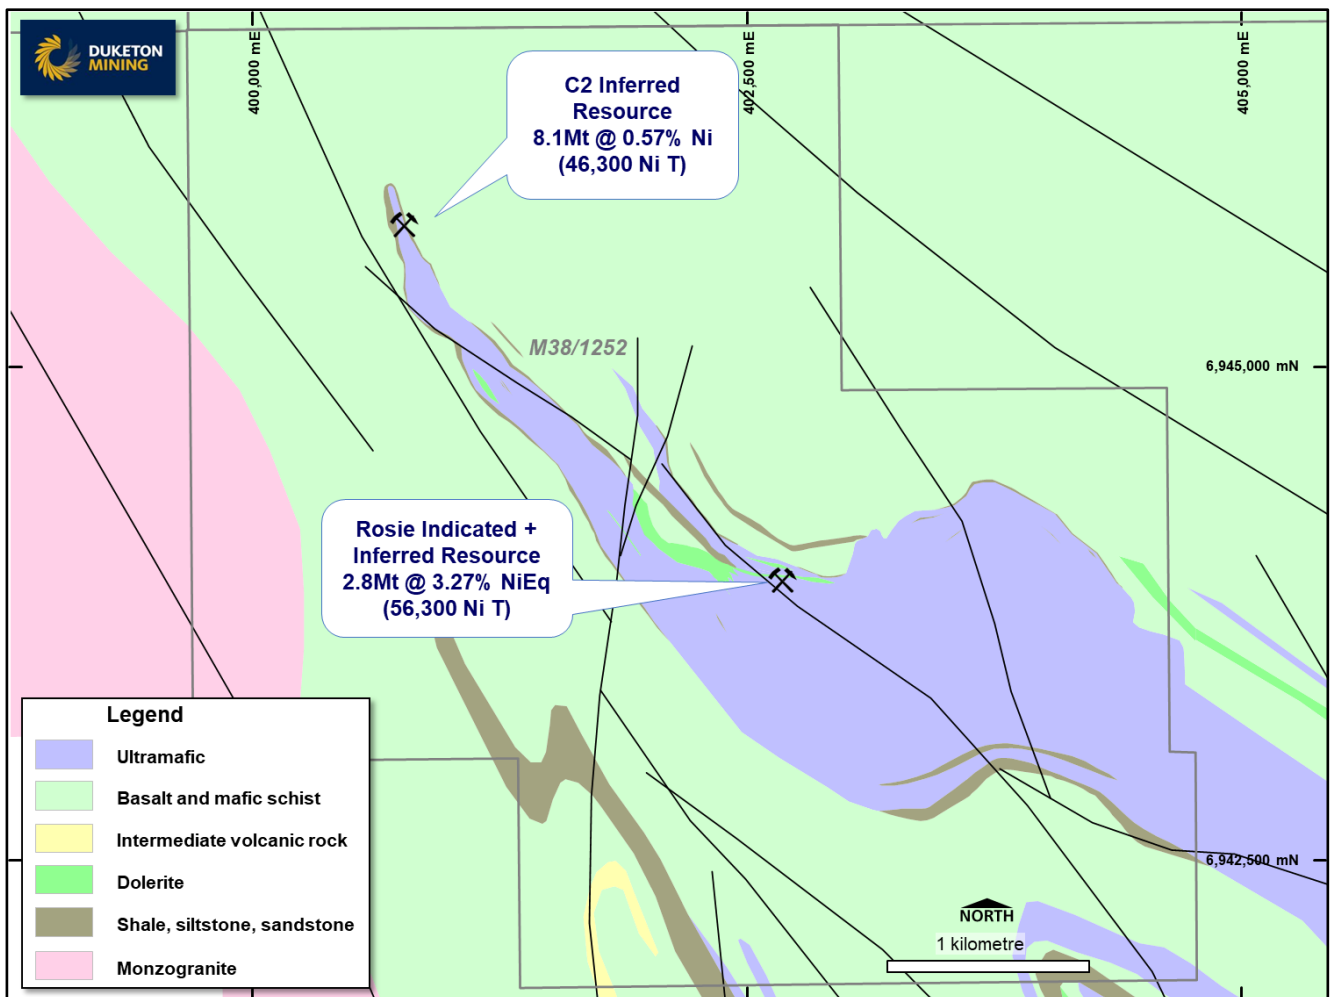 DUKETON
MINING
400,000 mE
402,500 mE
405,000 mE
C2 Inferred
Resource
8.1Mt @ 0.57% Ni
(46,300 Ni T)
M38/1252
6,945,000 mN
Rosie Indicated +
Inferred Resource
2.8Mt @ 3.27% NiEq
(56,300 Ni T)
Legend
Ultramafic
Basalt and mafic schist
Intermediate volcanic rock
Dolerite
Shale, siltstone, sandstone
Monzogranite
6,942,500 mN
NORTH
1 kilometre